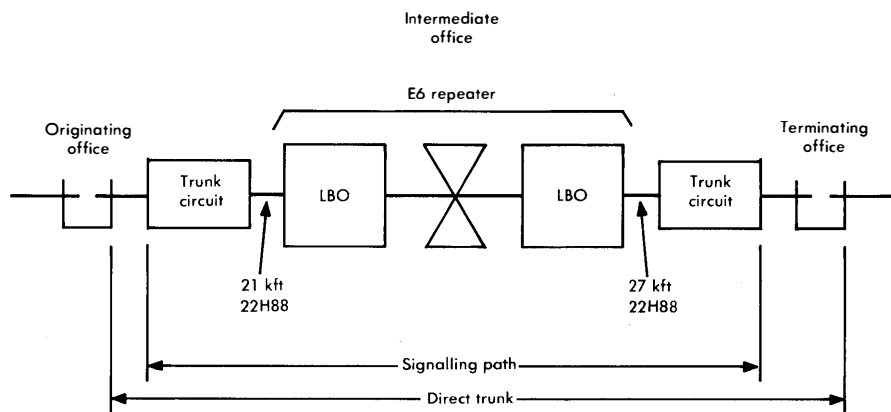 Intermediate
office
E6 repeater
Originating
office
Terminating
office
Trunk
circuit
LBO
LBO
Trunk
circuit
21 kft
22H88
27 kft
22H88
Signalling path
Direct trunk